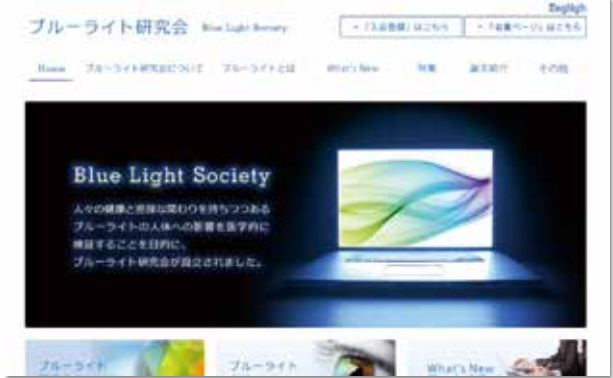 English
ブルーライト研究会 Blue Light Society
・「入会登録」はこちら ・「会員ページ」はこちら
Home ブルーライト研究会について ブルーライトとは What's New 特集 論文紹介 その他
Blue Light Society
人々の健康と密接な関わりを持ちつつある
ブルーライトの人体への影響を医学的に
検証することを目的に、
ブルーライト研究会が設立されました。
ブルーライト ブルーライト What's New